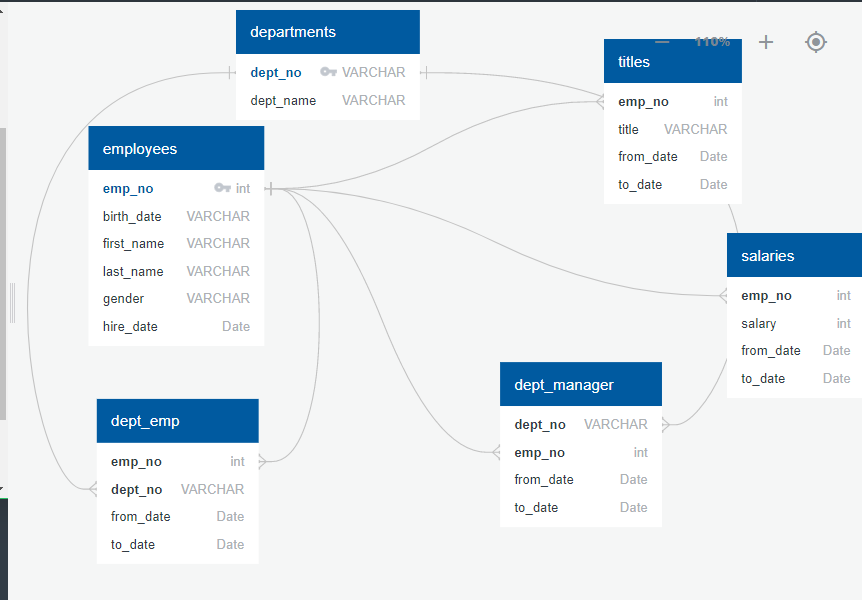 departments
dept_no VARCHAR
dept_name VARCHAR
110%
titles
emp_no int
title VARCHAR
from_date Date
to_date Date
employees
emp_no int
birth_date VARCHAR
first_name VARCHAR
last_name VARCHAR
gender VARCHAR
hire_date Date
salaries
emp_no int
salary int
from_date Date
to_date Date
dept_emp
emp_no int
dept_no VARCHAR
from_date Date
to_date Date
dept_manager
dept_no VARCHAR
emp_no int
from_date Date
to_date Date